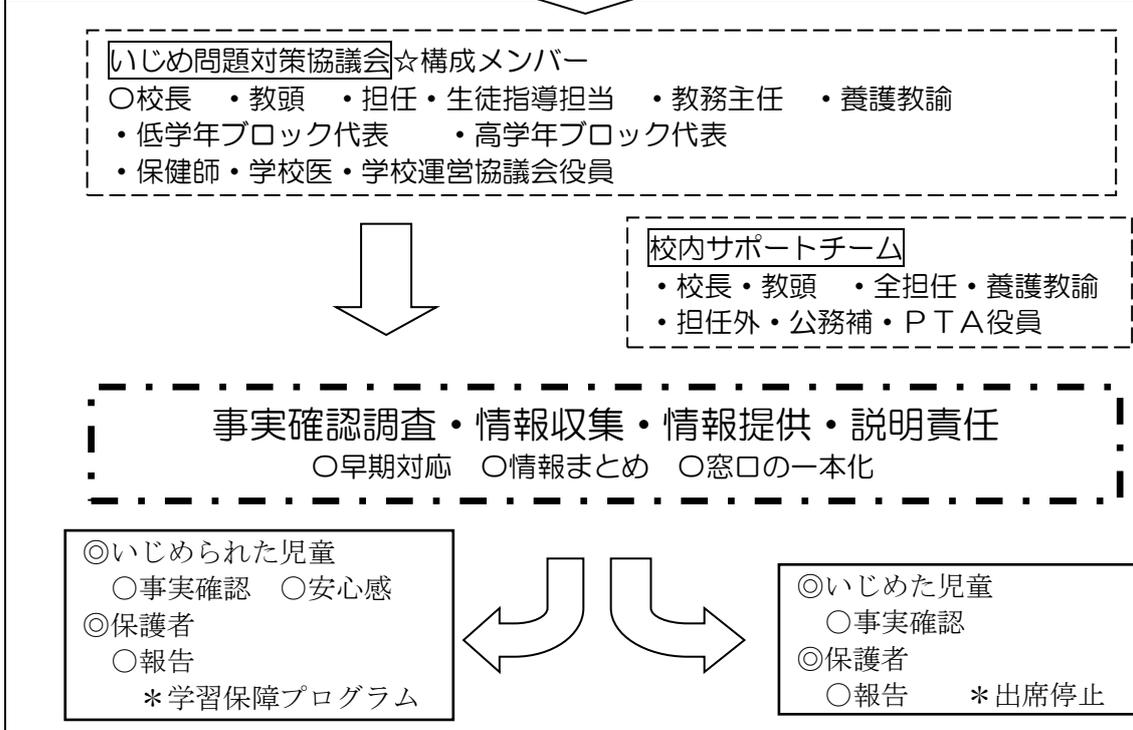 いじめ問題対策協議会☆構成メンバー
○校長　・教頭　・担任・生徒指導担当　・教務主任　・養護教諭
・低学年ブロック代表　　・高学年ブロック代表
・保健師・学校医・学校運営協議会役員
校内サポートチーム
・校長・教頭　・全担任・養護教諭
・担任外・公務補・ＰＴＡ役員
事実確認調査・情報収集・情報提供・説明責任
○早期対応　○情報まとめ　○窓口の一本化
◎いじめられた児童
○事実確認　○安心感
◎保護者
○報告
＊学習保障プログラム
◎いじめた児童
○事実確認
◎保護者
○報告　　＊出席停止